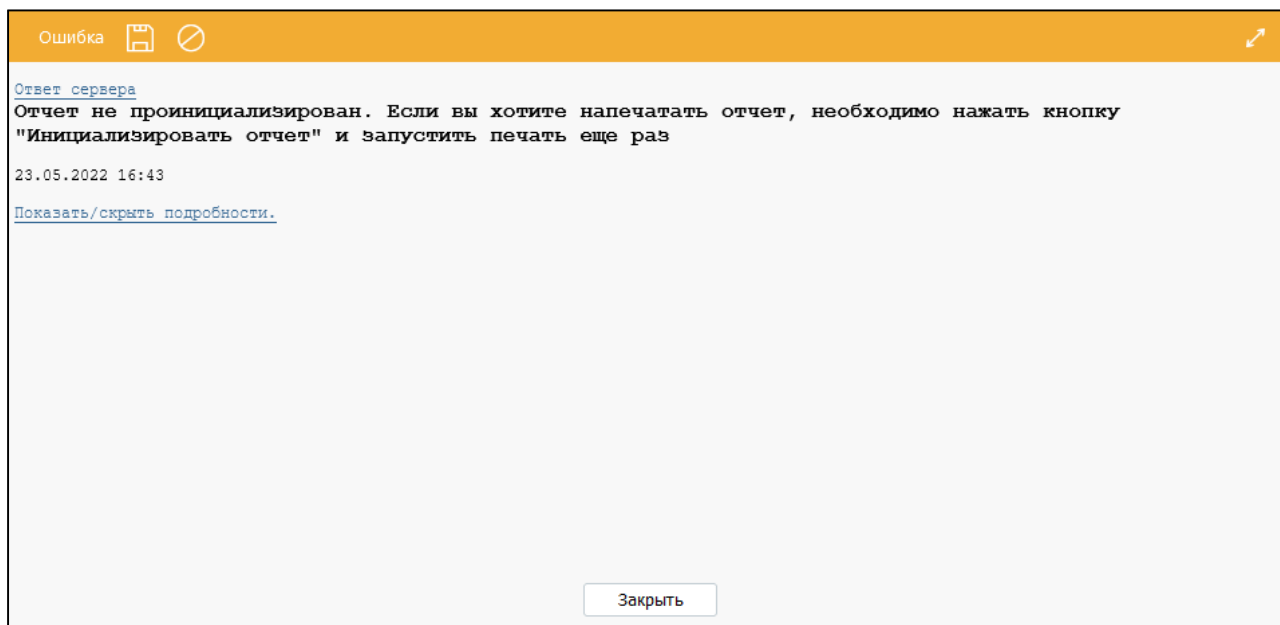 Ошибка
Ответ сервера
Отчет не проинициализирован. Если вы хотите напечатать отчет, необходимо нажать кнопку
"Инициализировать отчет" и запустить печать еще раз
23.05.2022 16:43
Показать/скрыть подробности.
Закрыть